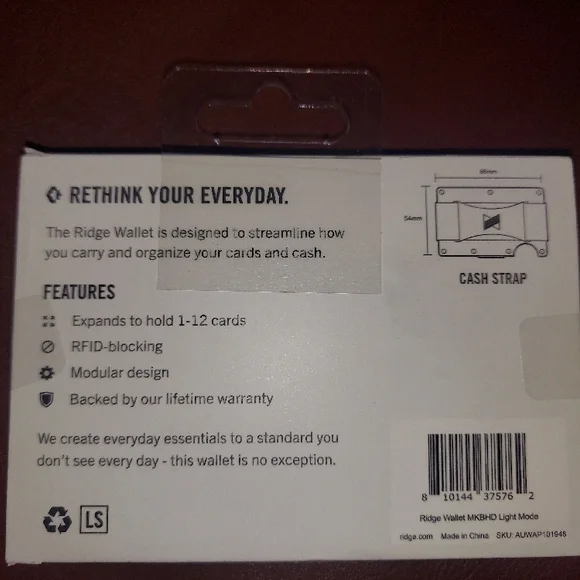 RETHINK YOUR EVERYDAY.
The Ridge Wallet is designed to streamline how
you carry and organize your cards and cash.
FEATURES
Expands to hold 1-12 cards
RFID-blocking
Modular design
Backed by our lifetime warranty
We create everyday essentials to a standard you
don't see every day - this wallet is no exception.
LS
86mm
54mm
CASH STRAP
8 10144 37576 2
Ridge Wallet MKBHD Light Mode
ridge.com Made in China SKU: AUWAP101946